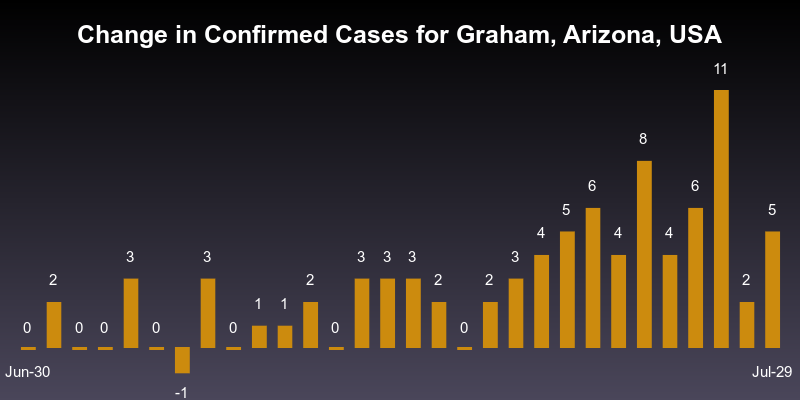 Change in Confirmed Cases for Graham, Arizona, USA
0 2 0 0 3 0 -1 3 0 1 1 2 0 3 3 3 2 0 2 3 4 5 6 4 8 4 6 11 2 5
Jun-30 Jul-29